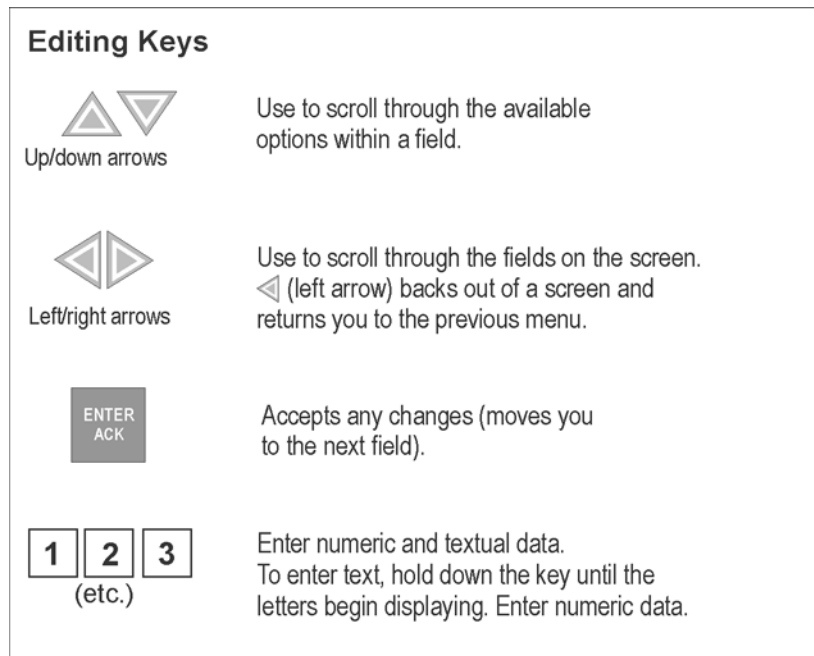 Editing Keys
Use to scroll through the available
options within a field.
Up/down arrows
Use to scroll through the fields on the screen.
(left arrow) backs out of a screen and
returns you to the previous menu.
Left/right arrows
ENTER
ACK
Accepts any changes (moves you
to the next field).
1 2 3
(etc.)
Enter numeric and textual data.
To enter text, hold down the key until the
letters begin displaying. Enter numeric data.